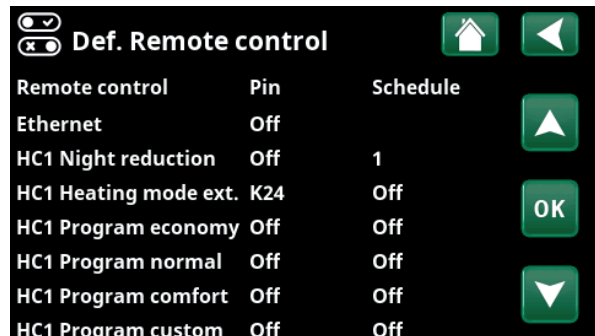 Def. Remote control
Remote control Pin Schedule
Ethernet Off
HC1 Night reduction Off 1
HC1 Heating mode ext. K24 Off
HC1 Program economy Off Off
OK
HC1 Program normal Off Off
HC1 Program comfort Off Off
HC1 Program custom Off Off